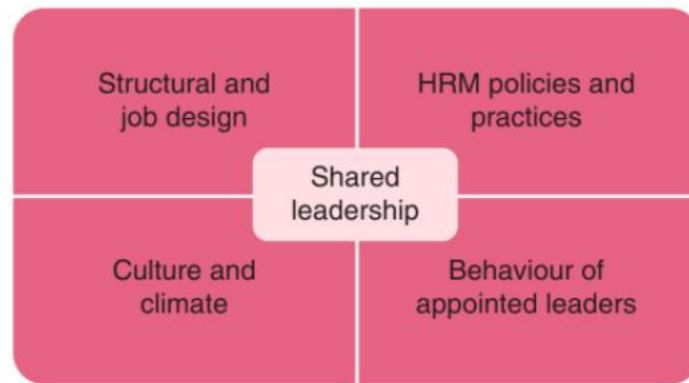 Structural and
job design
HRM policies and
practices
Shared
leadership
Culture and
climate
Behaviour of
appointed leaders